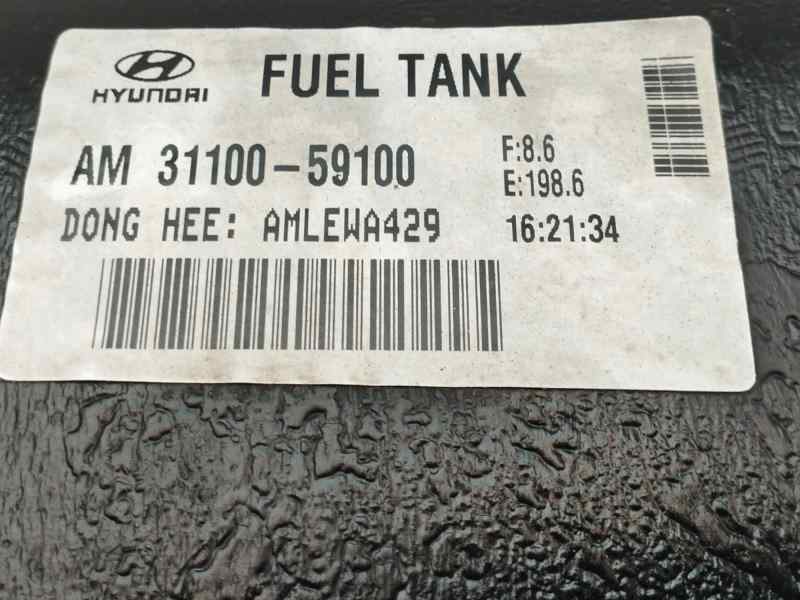 HYUNDAI FUEL TANK
AM 31100-59100 F:8.6
E:198.6
DONG HEE: AMLEWA429 16:21:34